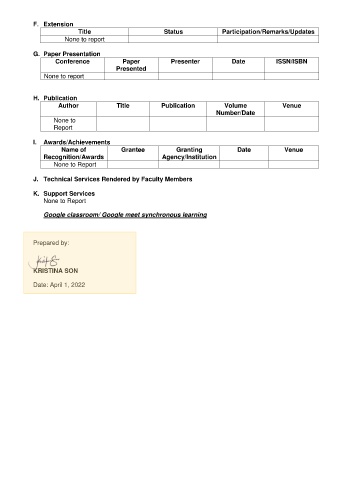 F. Extension
Title Status Participation/Remarks/Updates
None to report
G. Paper Presentation
Conference Paper Presented Presenter Date ISSN/ISBN
None to report
H. Publication
Author Title Publication Volume Number/Date Venue
None to Report
I. Awards/Achievements
Name of Recognition/Awards Grantee Granting Agency/Institution Date Venue
None to Report
J. Technical Services Rendered by Faculty Members
K. Support Services
None to Report
Google classroom/ Google meet synchronous learning
Prepared by:
KRISTINA SON
Date: April 1, 2022